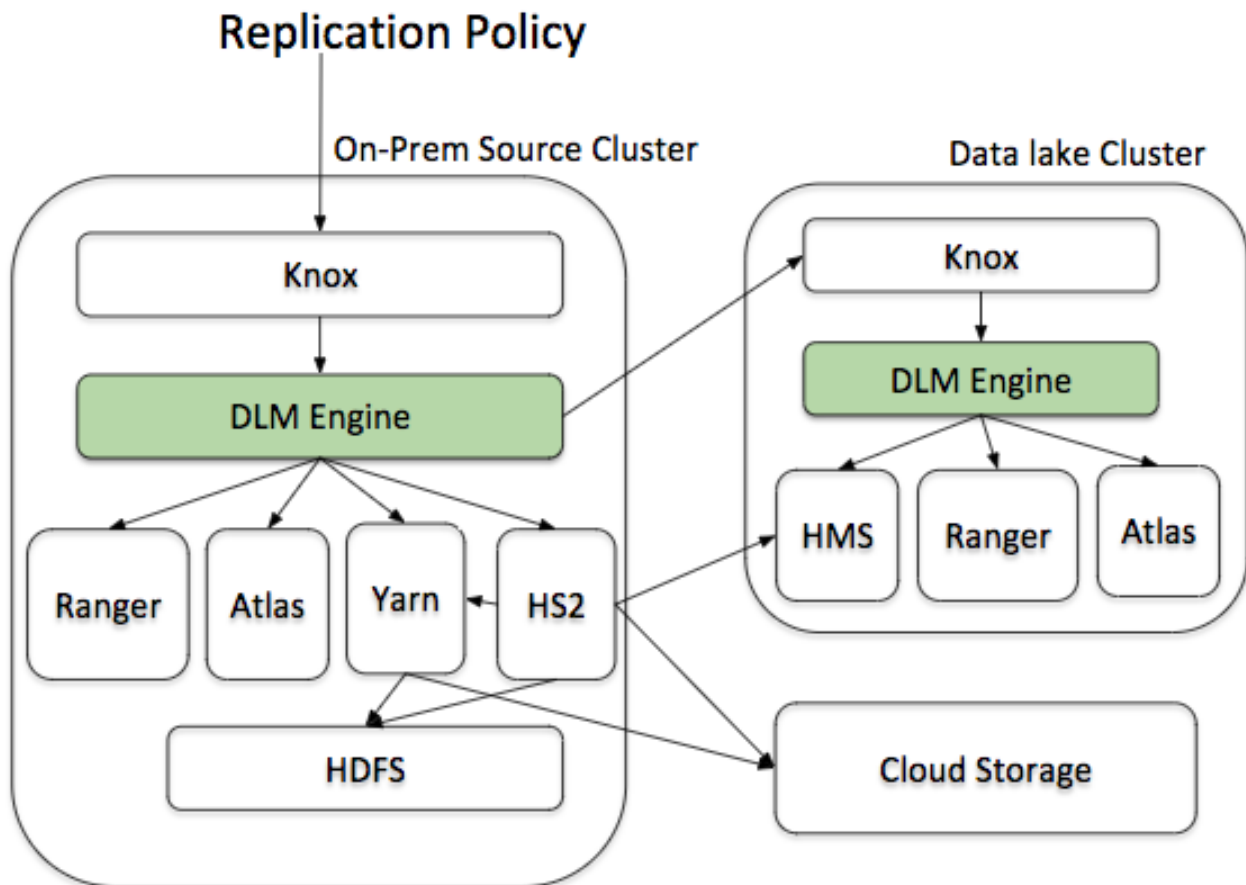 Replication Policy
On-Prem Source Cluster
Data lake Cluster
Knox
Knox
DLM Engine
DLM Engine
Ranger
Atlas
Yarn
HS2
HMS
Ranger
Atlas
HDFS
Cloud Storage